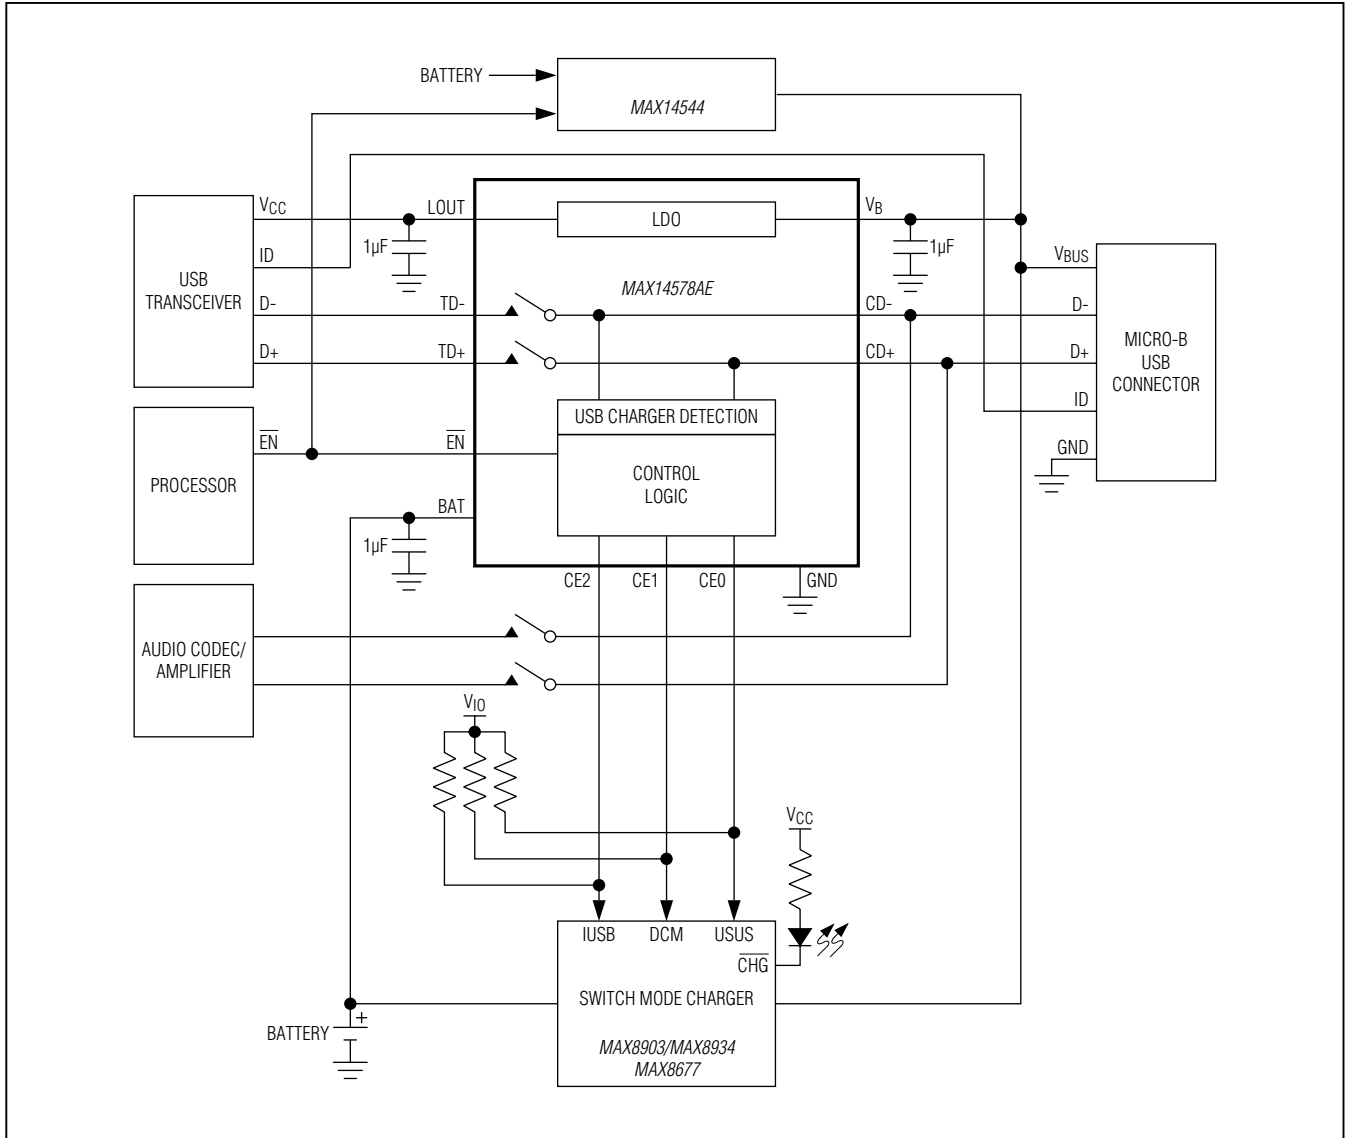 BATTERY
MAX14544
VCC
LOUT
LDO
VB
1µF
1µF
ID
VBUS
USB
TRANSCEIVER
MAX14578AE
D-
TD-
CD-
D-
D+
TD+
CD+
D+
MICRO-B
USB
CONNECTOR
ID
USB CHARGER DETECTION
EN
EN
GND
PROCESSOR
CONTROL
LOGIC
BAT
1µF
CE2
CE1
CE0
GND
AUDIO CODEC/
AMPLIFIER
VIO
VCC
IUSB
DCM
USUS
CHG
SWITCH MODE CHARGER
BATTERY
+
MAX8903/MAX8934
MAX8677